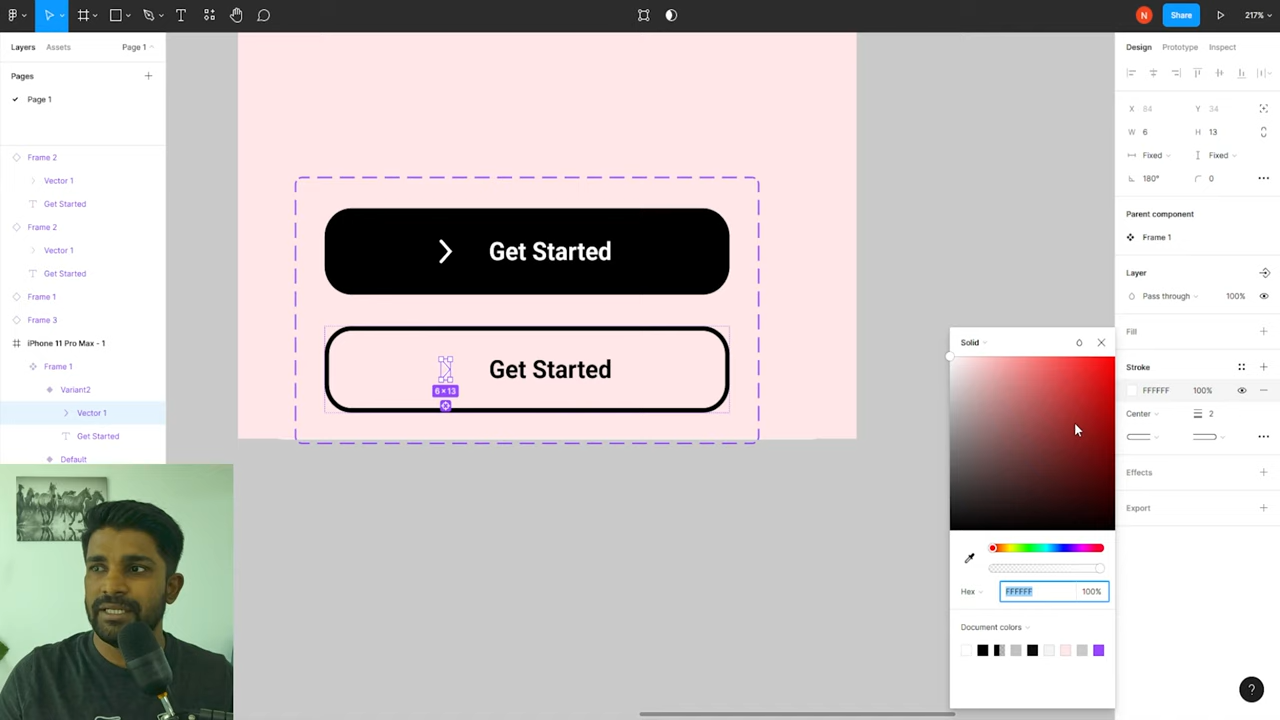 N
Share
217%
Layers
Assets
Page 1
Design
Prototype
Inspect
Pages
Page 1
X 84
Y 34
W 6
H 13
Fixed
Fixed
180°
0
Frame 2
Vector 1
Get Started
Frame 2
Vector 1
Get Started
Frame 1
Frame 3
iPhone 11 Pro Max - 1
Frame 1
Variant2
Vector 1
Get Started
Default
Get Started
Get Started
6 × 13
Parent component
Frame 1
Layer
Pass through
100%
Fill
Stroke
FFFFFF
100%
Center
2
Effects
Export
Solid
Hex
FFFFFF
100%
Document colors
?